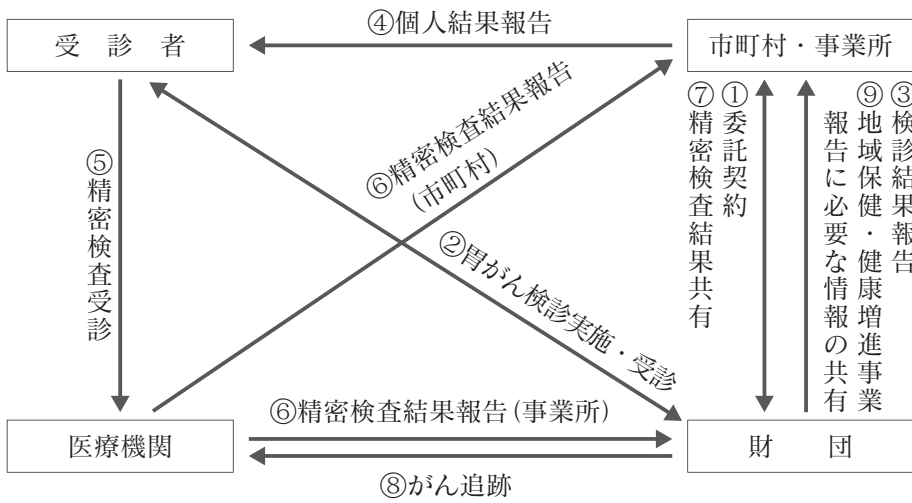 ④個人結果報告
受　診　者
市町村・事業所
⑥精密検査結果報告
(市町村)
⑤精密検査受診
②胃がん検診実施・受診
③検診結果報告
⑨地域保健・健康増進事業
報告に必要な情報の共有
①委託契約
⑦精密検査結果共有
⑥精密検査結果報告(事業所)
医療機関
財　団
⑧がん追跡